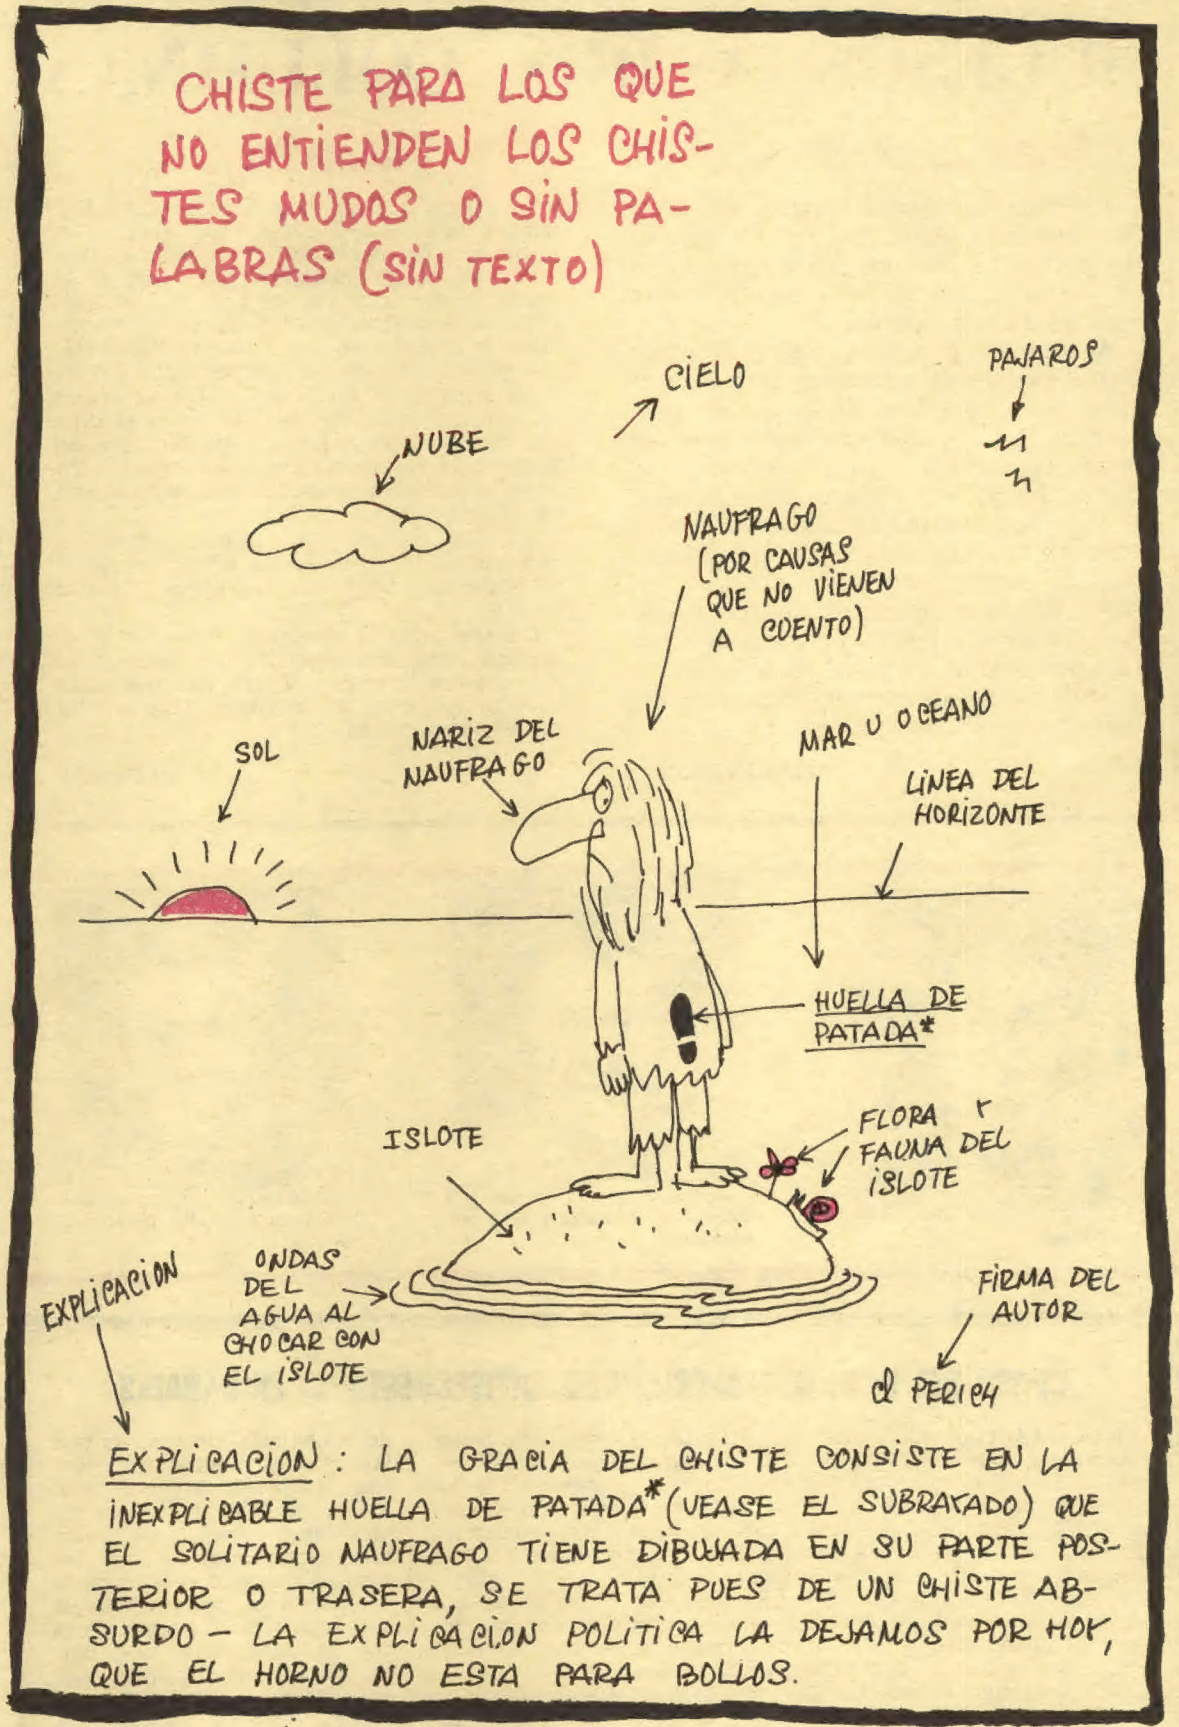 CHISTE PARA LOS QUE
NO ENTIENDEN LOS CHIS-
TES MUDOS O SIN PA-
LABRAS (SIN TEXTO)
CIELO
PAJAROS
NUBE
NAUFRAGO
(POR CAUSAS
QUE NO VIENEN
A CUENTO)
SOL
NARIZ DEL
NAUFRAGO
MAR U OCEANO
LINEA DEL
HORIZONTE
HUELLA DE
PATADA*
ISLOTE
FLORA Y
FAUNA DEL
ISLOTE
EXPLICACION
ONDAS
DEL
AGUA AL
CHOCAR CON
EL ISLOTE
FIRMA DEL
AUTOR
el PERICH
EXPLICACION: LA GRACIA DEL CHISTE CONSISTE EN LA
INEXPLICABLE HUELLA DE PATADA* (VEASE EL SUBRAYADO) QUE
EL SOLITARIO NAUFRAGO TIENE DIBUJADA EN SU PARTE POS-
TERIOR O TRASERA, SE TRATA PUES DE UN CHISTE AB-
SURDO - LA EXPLICACION POLITICA LA DEJAMOS POR HOY,
QUE EL HORNO NO ESTA PARA BOLLOS.